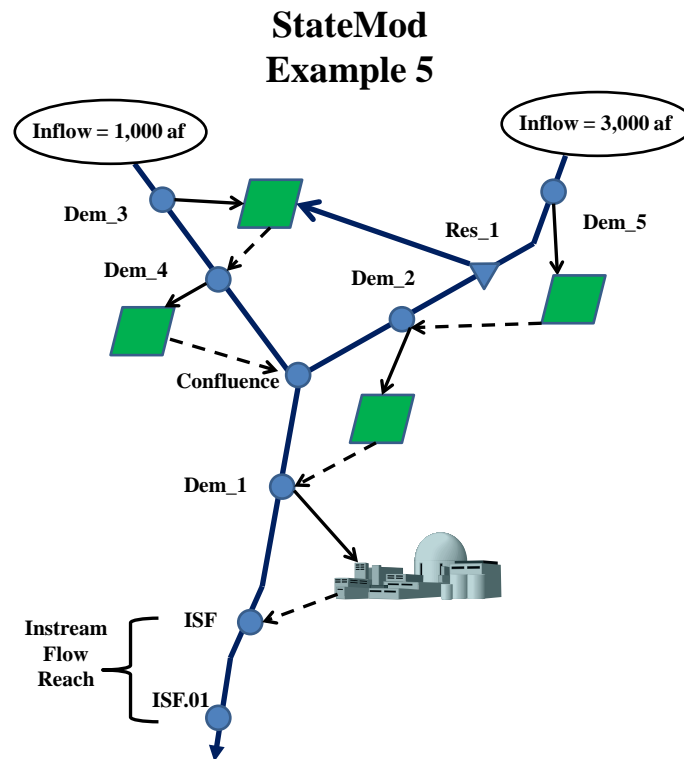 StateMod
Example 5
Inflow = 1,000 af
Inflow = 3,000 af
Dem_3
Dem_5
Res_1
Dem_4
Dem_2
Confluence
Dem_1
ISF
Instream
Flow
Reach
ISF.01